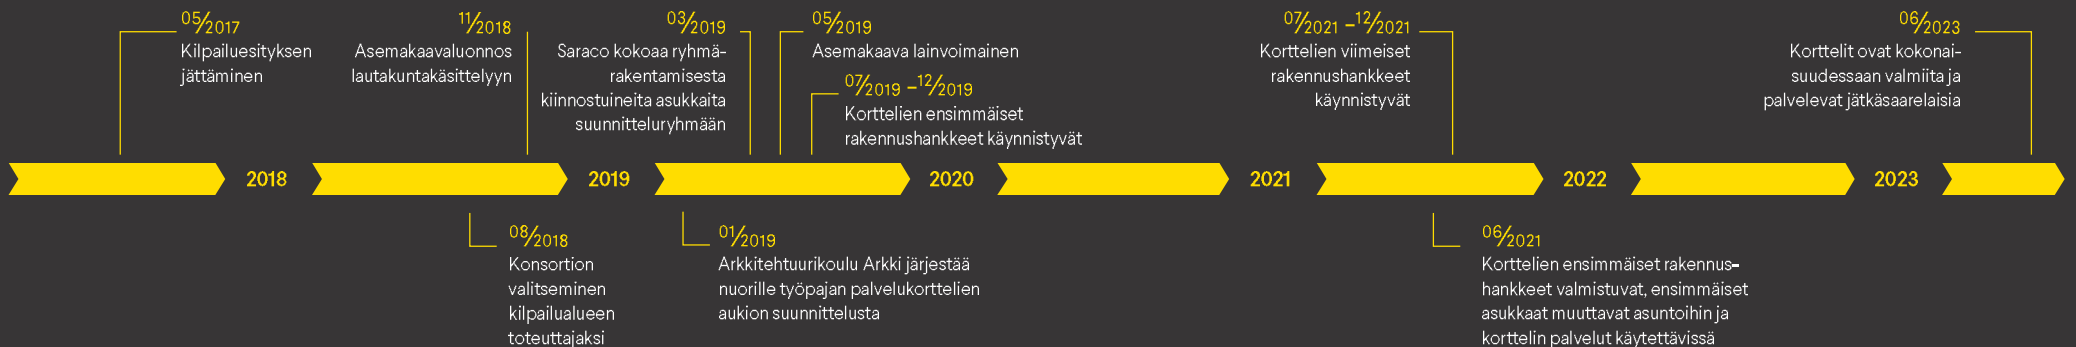 05/2017
Kilpailuesityksen
jättäminen
11/2018
Asemakaavaluonnos
lautakuntakäsittelyyn
03/2019
Saraco kokoaa ryhmä-
rakentamisesta
kiinnostuineita asukkaita
suunnitteluryhmään
05/2019
Asemakaava lainvoimainen
07/2019 –12/2019
Korttelien ensimmäiset
rakennushankkeet käynnistyvät
07/2021 –12/2021
Korttelien viimeiset
rakennushankkeet
käynnistyvät
06/2023
Korttelit ovat kokonai-
suudessaan valmiita ja
palvelevat jätkäsaarelaisia
2018
2019
2020
2021
2022
2023
08/2018
Konsortion
valitseminen
kilpailualueen
toteuttajaksi
01/2019
Arkkitehtuurikoulu Arkki järjestää
nuorille työpajan palvelukorttelien
aukion suunnittelusta
06/2021
Korttelien ensimmäiset rakennus-
hankkeet valmistuvat, ensimmäiset
asukkaat muuttavat asuntoihin ja
korttelin palvelut käytettävissä